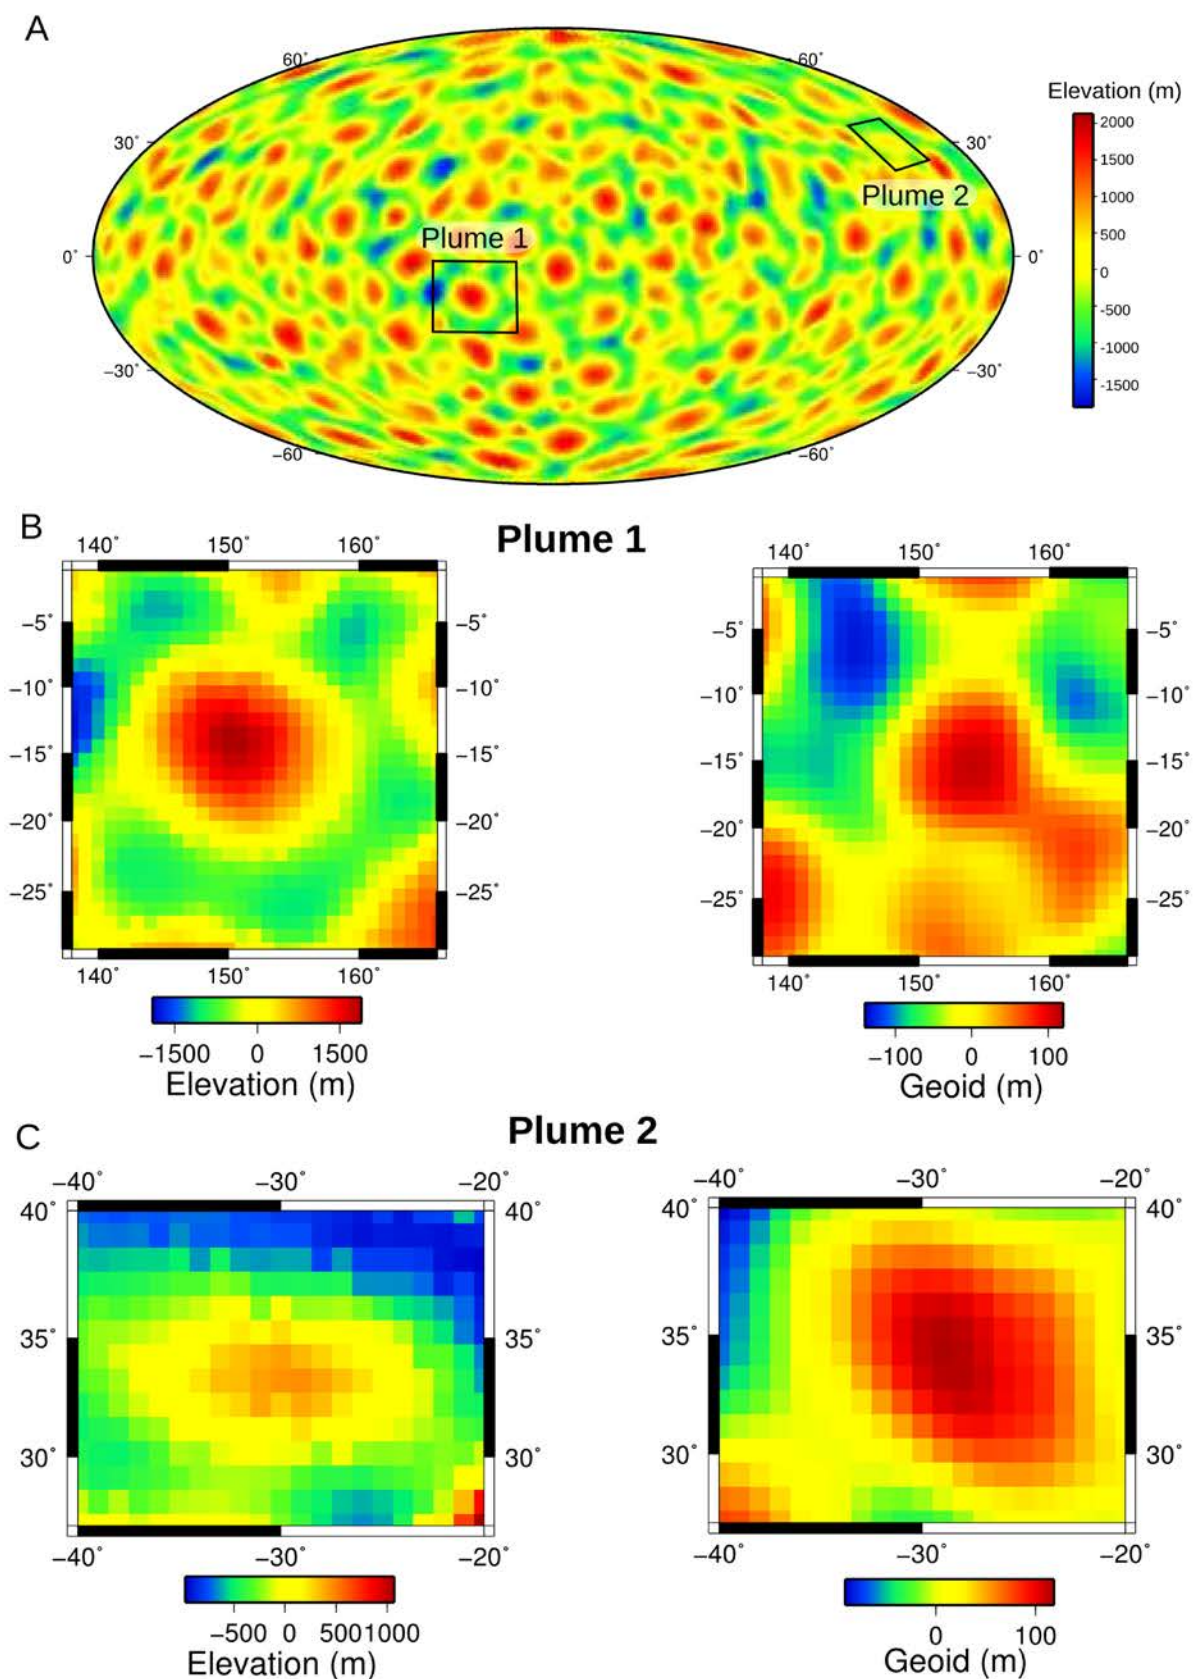 A
60° 60°
Elevation (m)
2000
1500
1000
500
0
-500
-1000
-1500
30° 30°
Plume 2
Plume 1
0° 0°
-30° -30°
-60° -60°
B
Plume 1
140° 150° 160° 140° 150° 160°
-5° -5° -5° -5°
-10° -10° -10° -10°
-15° -15° -15° -15°
-20° -20° -20° -20°
-25° -25° -25° -25°
140° 150° 160° 140° 150° 160°
-1500 0 1500 -100 0 100
Elevation (m) Geoid (m)
C
Plume 2
-40° -30° -20° -40° -30° -20°
40° 40° 40° 40°
35° 35° 35° 35°
30° 30° 30° 30°
-40° -30° -20° -40° -30° -20°
-500 0 500 1000 0 100
Elevation (m) Geoid (m)